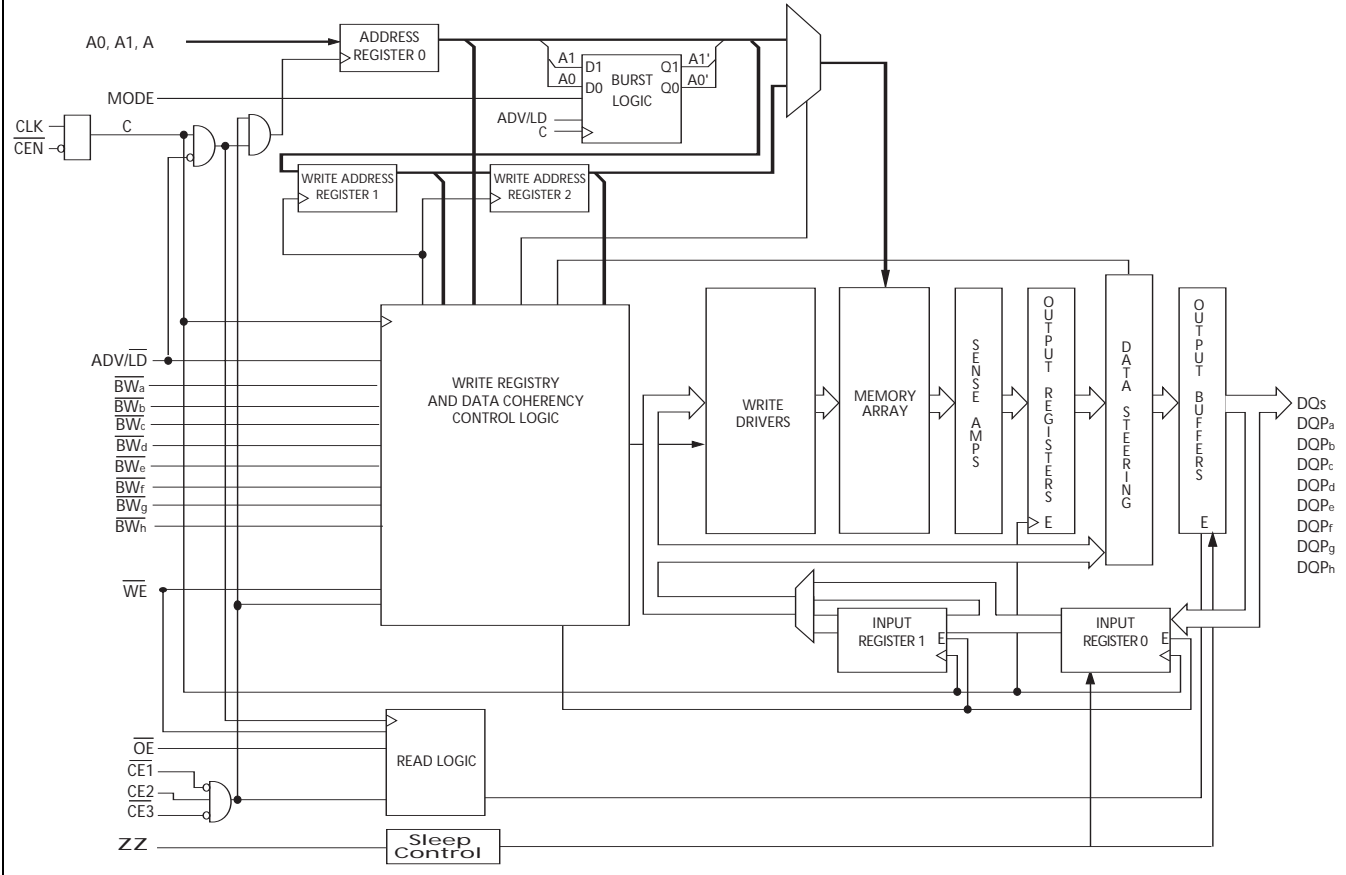 A0, A1, A
ADDRESS
REGISTER 0
MODE
CLK
CEN
C
A1
A0
D1
D0
BURST
LOGIC
Q1
Q0
A1'
A0'
ADV/LD
C
WRITE ADDRESS
REGISTER 1
WRITE ADDRESS
REGISTER 2
ADV/LD
BWa
BWb
BWc
BWd
BWe
BWf
BWg
BWh
WE
WRITE REGISTRY
AND DATA COHERENCY
CONTROL LOGIC
WRITE
DRIVERS
MEMORY
ARRAY
SENSE AMPS
OUTPUT REGISTERS
E
DATA STEERING
OUTPUT BUFFERS
E
DQs
DQPa
DQPb
DQPc
DQPd
DQPe
DQPf
DQPg
DQPh
INPUT
REGISTER 1
E
INPUT
REGISTER 0
E
OE
CE1
CE2
CE3
READ LOGIC
ZZ
Sleep
Control